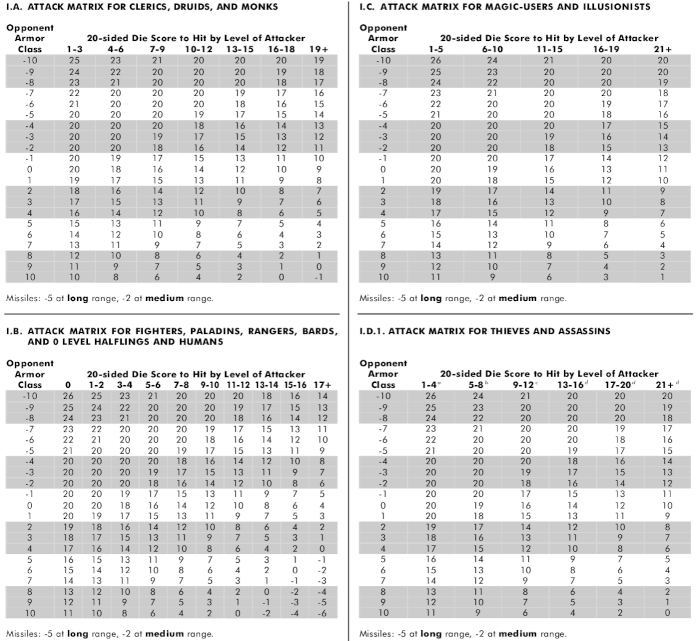 I.A. ATTACK MATRIX FOR CLERICS, DRUIDS, AND MONKS
Opponent
Armor 20-sided Die Score to Hit by Level of Attacker
Class 1-3 4-6 7-9 10-12 13-15 16-18 19+
-10 25 23 21 20 20 20 19
-9 24 22 20 20 20 19 18
-8 23 21 20 20 20 18 17
-7 22 20 20 20 19 17 16
-6 21 20 20 20 18 16 15
-5 20 20 20 19 17 15 14
-4 20 20 20 18 16 14 13
-3 20 20 19 17 15 13 12
-2 20 20 18 16 14 12 11
-1 20 19 17 15 13 11 10
0 20 18 16 14 12 10 9
1 19 17 15 13 11 9 8
2 18 16 14 12 10 8 7
3 17 15 13 11 9 7 6
4 16 14 12 10 8 6 5
5 15 13 11 9 7 5 4
6 14 12 10 8 6 4 3
7 13 11 9 7 5 3 2
8 12 10 8 6 4 2 1
9 11 9 7 5 3 1 0
10 10 8 6 4 2 0 -1
Missiles: -5 at long range, -2 at medium range.
I.B. ATTACK MATRIX FOR FIGHTERS, PALADINS, RANGERS, BARDS,
AND 0 LEVEL HALFLINGS AND HUMANS
Opponent
Armor 20-sided Die Score to Hit by Level of Attacker
Class 0 1-2 3-4 5-6 7-8 9-10 11-12 13-14 15-16 17+
-10 26 25 23 21 20 20 20 18 16 14
-9 25 24 22 20 20 20 19 17 15 13
-8 24 23 21 20 20 20 18 16 14 12
-7 23 22 20 20 20 19 17 15 13 11
-6 22 21 20 20 20 18 16 14 12 10
-5 21 20 20 20 19 17 15 13 11 9
-4 20 20 20 20 18 16 14 12 10 8
-3 20 20 20 19 17 15 13 11 9 7
-2 20 20 20 18 16 14 12 10 8 6
-1 20 20 19 17 15 13 11 9 7 5
0 20 20 18 16 14 12 10 8 6 4
1 20 19 17 15 13 11 9 7 5 3
2 19 18 16 14 12 10 8 6 4 2
3 18 17 15 13 11 9 7 5 3 1
4 17 16 14 12 10 8 6 4 2 0
5 16 15 13 11 9 7 5 3 1 -1
6 15 14 12 10 8 6 4 2 0 -2
7 14 13 11 9 7 5 3 1 -1 -3
8 13 12 10 8 6 4 2 0 -2 -4
9 12 11 9 7 5 3 1 -1 -3 -5
10 11 10 8 6 4 2 0 -2 -4 -6
Missiles: -5 at long range, -2 at medium range.
I.C. ATTACK MATRIX FOR MAGIC-USERS AND ILLUSIONISTS
Opponent
Armor 20-sided Die Score to Hit by Level of Attacker
Class 1-5 6-10 11-15 16-19 21+
-10 26 24 21 20 20
-9 25 23 20 20 20
-8 24 22 20 20 19
-7 23 21 20 20 18
-6 22 20 20 19 17
-5 21 20 20 18 16
-4 20 20 20 17 15
-3 20 20 19 16 14
-2 20 20 18 15 13
-1 20 20 17 14 12
0 20 19 16 13 11
1 20 18 15 12 10
2 19 17 14 11 9
3 18 16 13 10 8
4 17 15 12 9 7
5 16 14 11 8 6
6 15 13 10 7 5
7 14 12 9 6 4
8 13 11 8 5 3
9 12 10 7 4 2
10 11 9 6 3 1
Missiles: -5 at long range, -2 at medium range.
I.D.1. ATTACK MATRIX FOR THIEVES AND ASSASSINS
Opponent
Armor 20-sided Die Score to Hit by Level of Attacker
Class 1-4 a 5-8 b 9-12 c 13-16 d 17-20 d 21+ d
-10 26 24 21 20 20 20
-9 25 23 20 20 20 19
-8 24 22 20 20 20 18
-7 23 21 20 20 19 17
-6 22 20 20 20 18 16
-5 21 20 20 19 17 15
-4 20 20 20 18 16 14
-3 20 20 19 17 15 13
-2 20 20 18 16 14 12
-1 20 20 17 15 13 11
0 20 19 16 14 12 10
1 20 18 15 13 11 9
2 19 17 14 12 10 8
3 18 16 13 11 9 7
4 17 15 12 10 8 6
5 16 14 11 9 7 5
6 15 13 10 8 6 4
7 14 12 9 7 5 3
8 13 11 8 6 4 2
9 12 10 7 5 3 1
10 11 9 6 4 2 0
Missiles: -5 at long range, -2 at medium range.